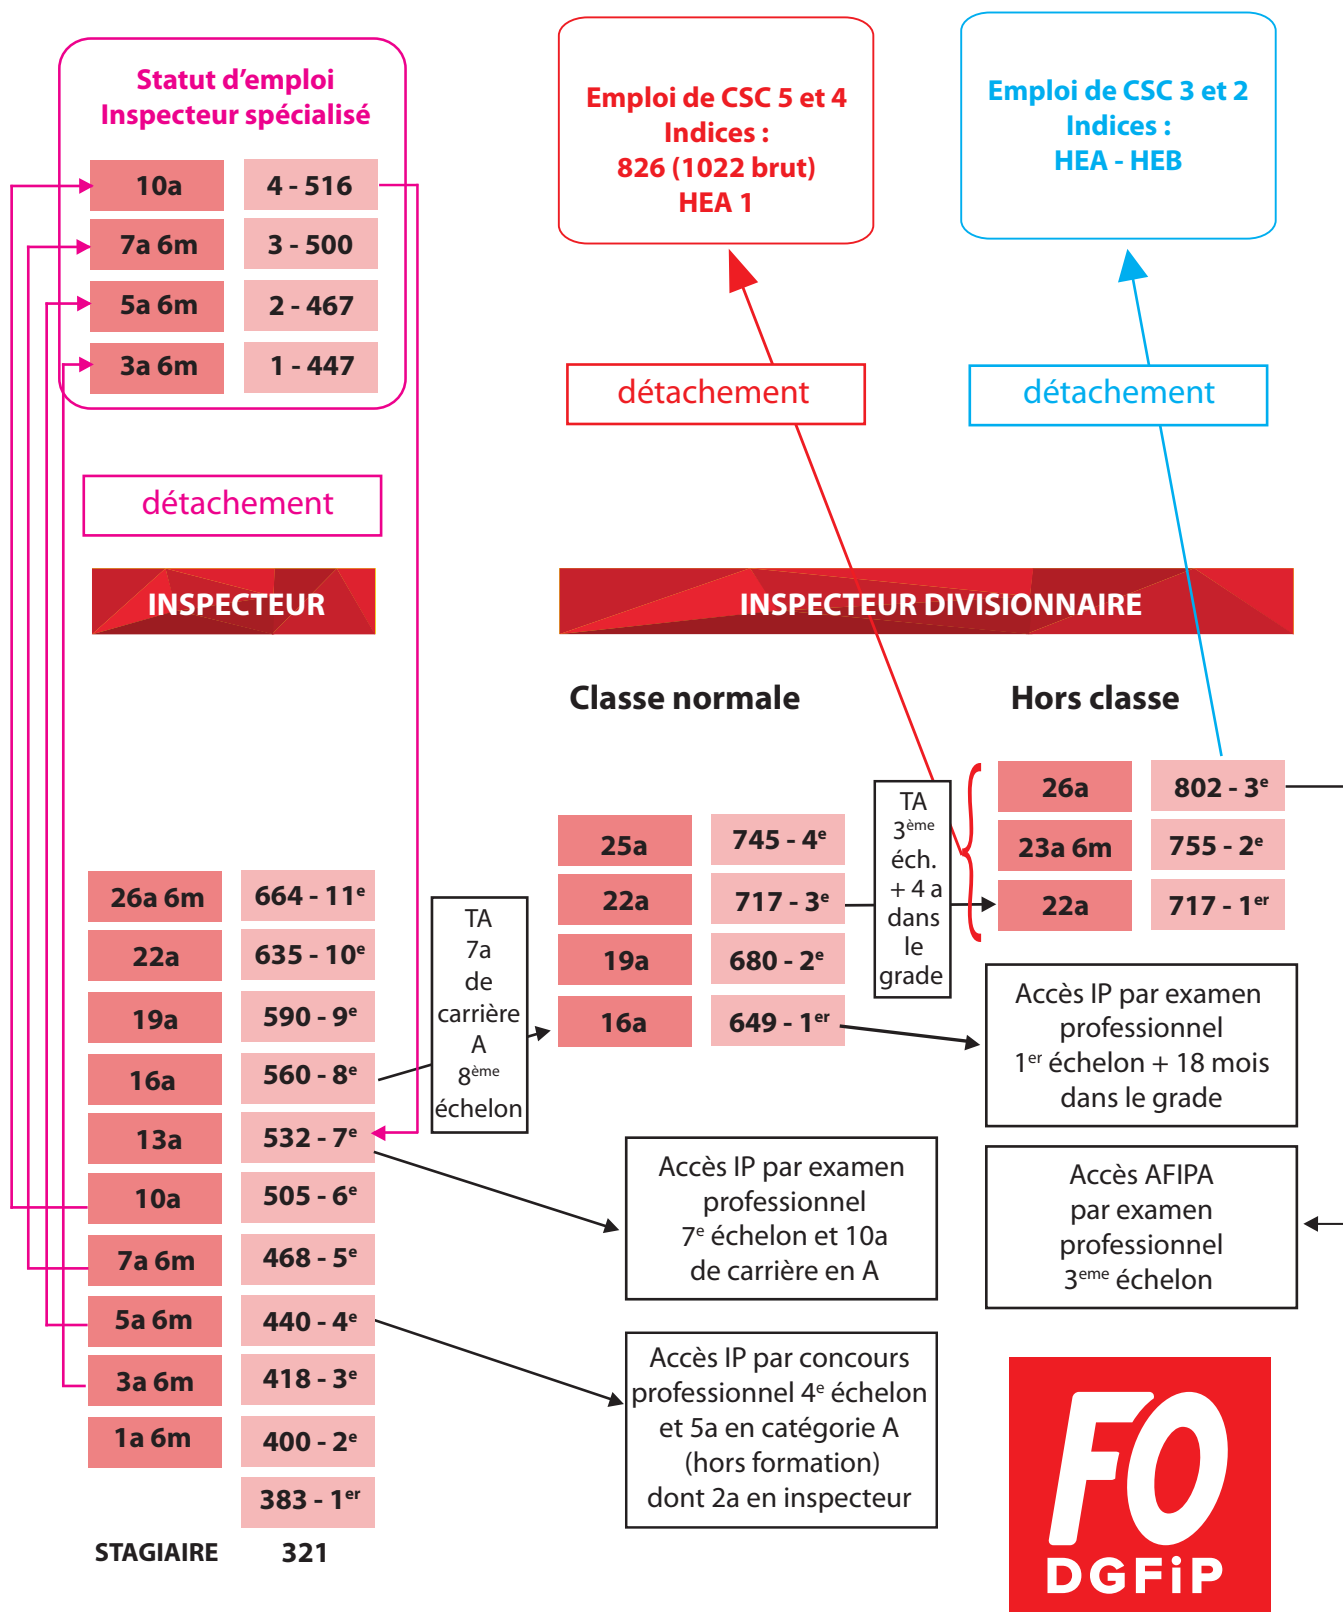 Statut d'emploi
Inspecteur spécialisé
10a 4 - 516
7a 6m 3 - 500
5a 6m 2 - 467
3a 6m 1 - 447
détachement
INSPECTEUR
26a 6m 664 - 11e
22a 635 - 10e
19a 590 - 9e
16a 560 - 8e
13a 532 - 7e
10a 505 - 6e
7a 6m 468 - 5e
5a 6m 440 - 4e
3a 6m 418 - 3e
1a 6m 400 - 2e
383 - 1er
STAGIAIRE 321
Emploi de CSC 5 et 4
Indices :
826 (1022 brut)
HEA 1
détachement
Emploi de CSC 3 et 2
Indices :
HEA - HEB
détachement
INSPECTEUR DIVISIONNAIRE
Classe normale
25a 745 - 4e
22a 717 - 3e
19a 680 - 2e
16a 649 - 1er
Hors classe
26a 802 - 3e
23a 6m 755 - 2e
22a 717 - 1er
TA
7a
de
carrière
A
8ème
échelon
TA
3ème
éch.
+ 4 a
dans
le
grade
Accès IP par examen
professionnel
1er échelon + 18 mois
dans le grade
Accès IP par examen
professionnel
7e échelon et 10a
de carrière en A
Accès AFIPA
par examen
professionnel
3eme échelon
Accès IP par concours
professionnel 4e échelon
et 5a en catégorie A
(hors formation)
dont 2a en inspecteur
FO
DGFiP